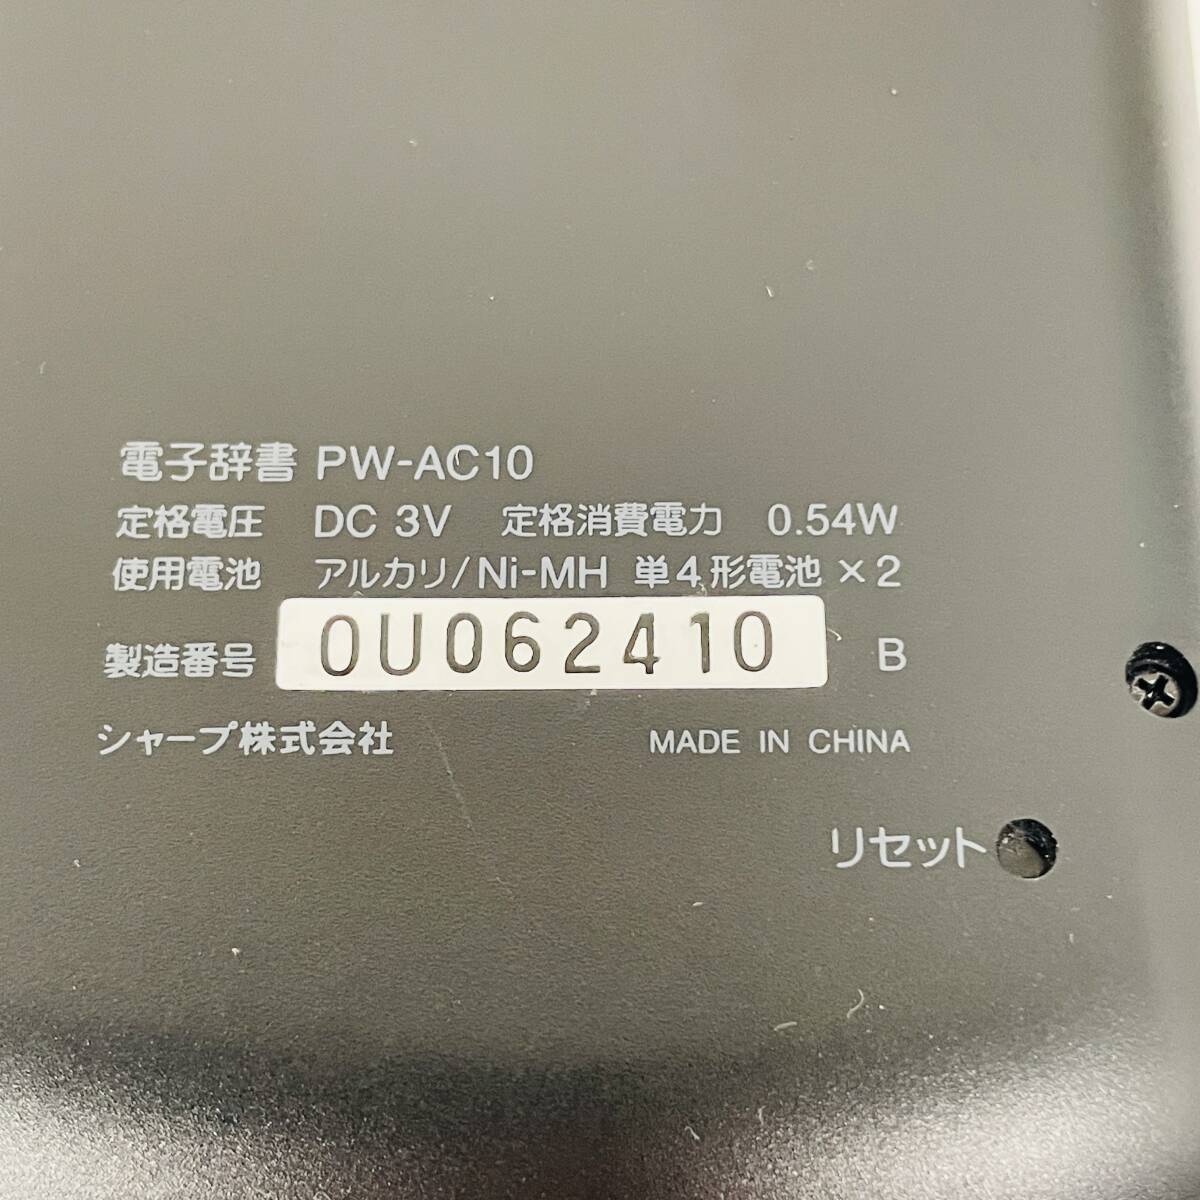 電子辞書 PW-AC10
定格電圧 DC 3V 定格消費電力 0.54W
使用電池 アルカリ/Ni-MH 単4形電池×2
製造番号 0U062410 B
シャープ株式会社 MADE IN CHINA
リセット